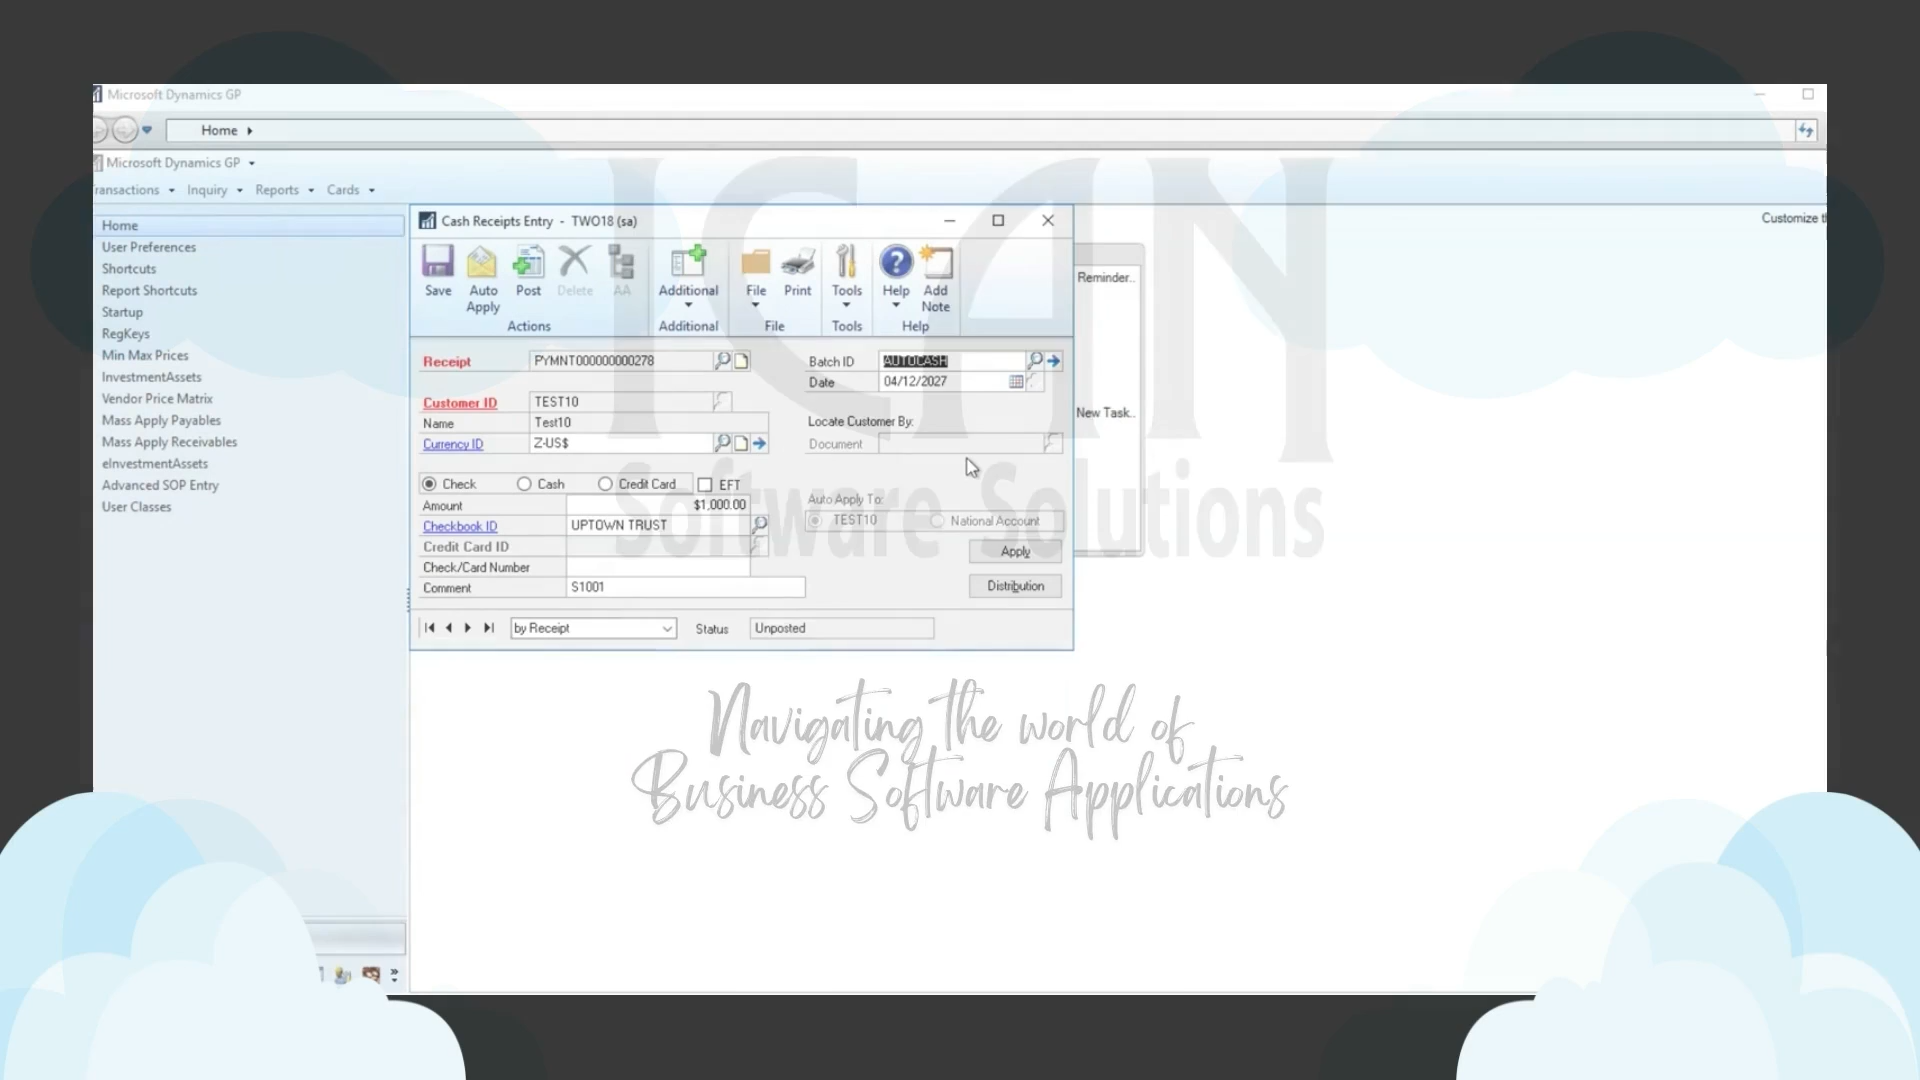 Microsoft Dynamics GP
Home
Microsoft Dynamics GP
ransactions Inquiry Reports Cards
Home
User Preferences
Shortcuts
Report Shortcuts
Startup
RegKeys
Min Max Prices
InvestmentAssets
Vendor Price Matrix
Mass Apply Payables
Mass Apply Receivables
eInvestmentAssets
Advanced SOP Entry
User Classes
Customize th
Reminder..
New Task..
Cash Receipts Entry - TWO18 (sa)
Save Auto Apply Post Delete AA Additional File Print Tools Help Add Note
Actions Additional File Tools Help
Receipt PYMNT000000000278
Batch ID AUTOCASH
Date 04/12/2027
Customer ID TEST10
Name Test10
Currency ID Z-US$
Locate Customer By:
Document
Check Cash Credit Card EFT
Amount $1,000.00
Checkbook ID UPTOWN TRUST
Credit Card ID
Check/Card Number
Comment S1001
Auto Apply To:
TEST10 National Account
Apply
Distribution
by Receipt Status Unposted
ICAN
Software Solutions
Navigating the world of
Business Software Applications